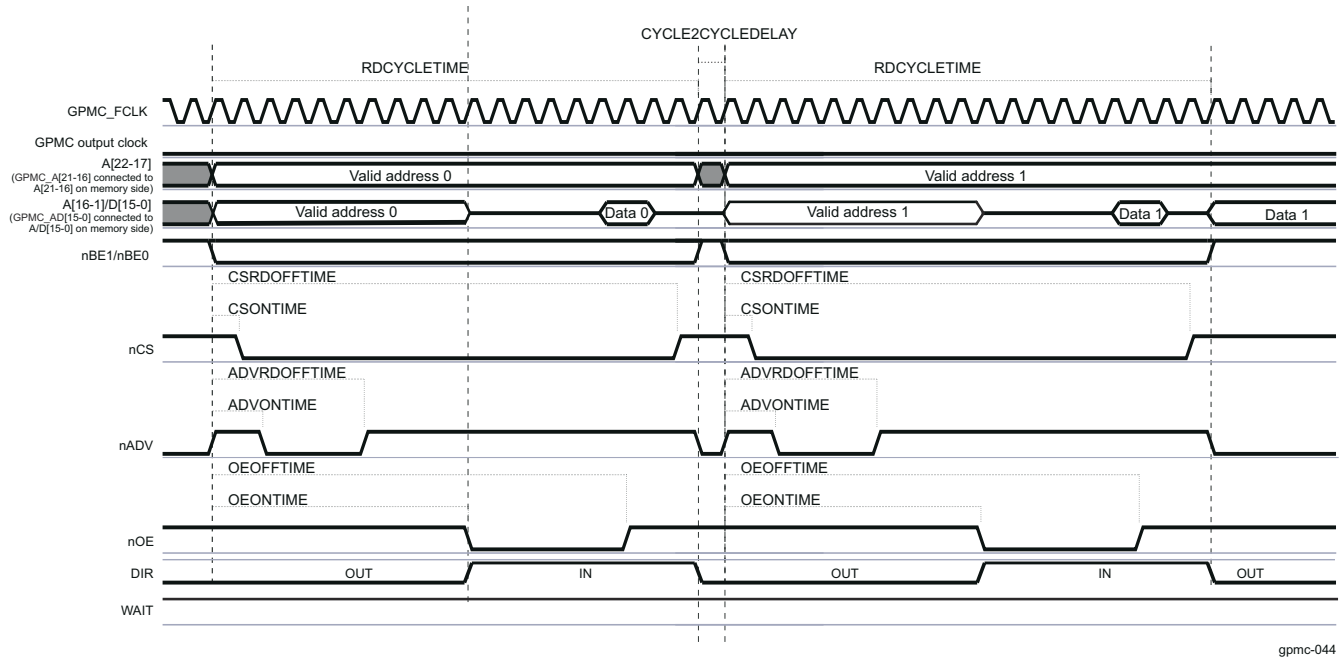 CYCLE2CYCLEDELAY
RDCYCLETIME RDCYCLETIME
GPMC_FCLK
GPMC output clock
A[22-17]
(GPMC_A[21-16] connected to
A[21-16] on memory side)
Valid address 0 Valid address 1
A[16-1]/D[15-0]
(GPMC_AD[15-0] connected to
A/D[15-0] on memory side)
Valid address 0 Data 0 Valid address 1 Data 1 Data 1
nBE1/nBE0
CSRDOFFTIME CSRDOFFTIME
CSONTIME CSONTIME
nCS
ADVRDOFFTIME ADVRDOFFTIME
ADVONTIME ADVONTIME
nADV
OEOFFTIME OEOFFTIME
OEONTIME OEONTIME
nOE
DIR OUT IN OUT IN OUT
WAIT
gpmc-044